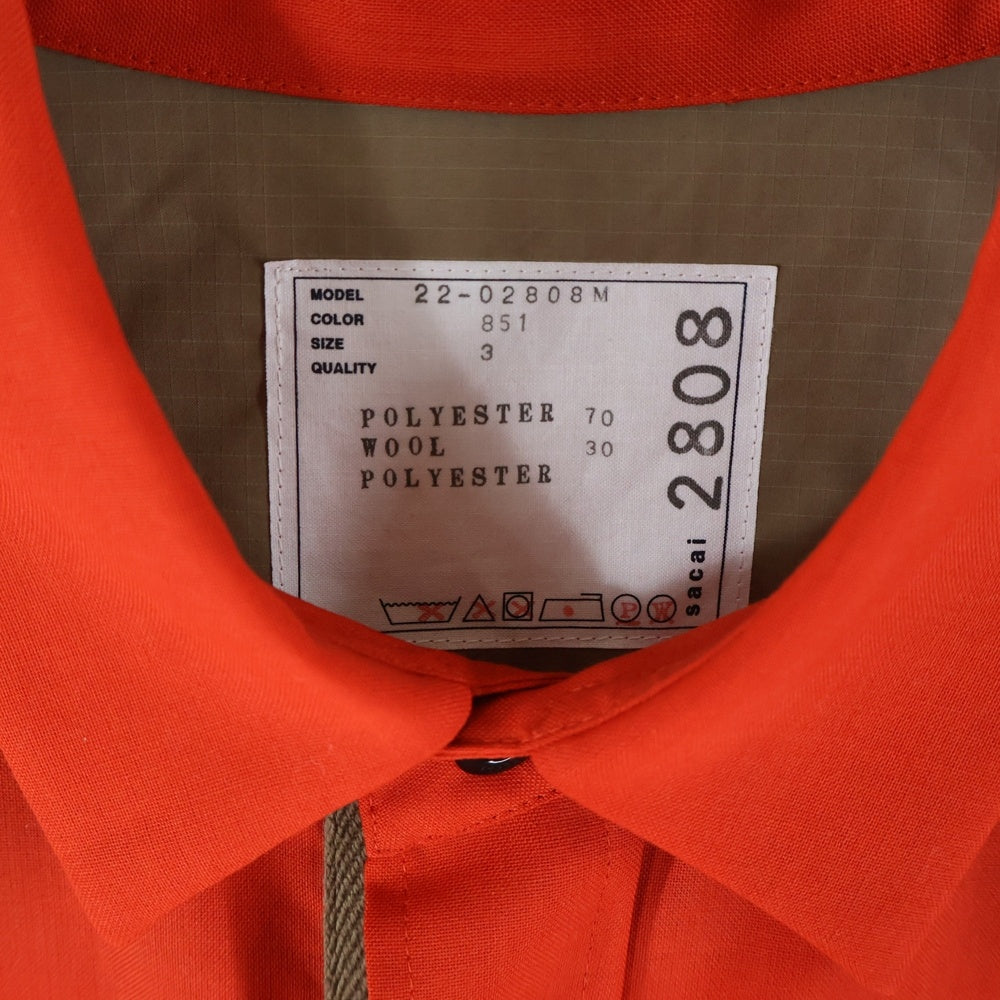 MODEL 22-02808M
COLOR 851
SIZE 3
QUALITY
POLYESTER 70
WOOL 30
POLYESTER
P W
sacai 2808